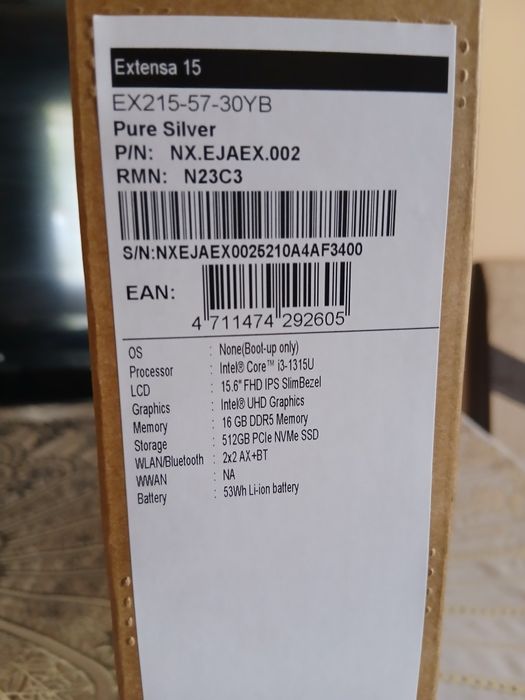 Extensa 15
EX215-57-30YB
Pure Silver
P/N: NX.EJAEX.002
RMN: N23C3
S/N:NXEJAEX0025210A4AF3400
EAN:
4 711474 292605
OS : None(Boot-up only)
Processor : Intel® Core™ i3-1315U
LCD : 15.6" FHD IPS SlimBezel
Graphics : Intel® UHD Graphics
Memory : 16 GB DDR5 Memory
Storage : 512GB PCIe NVMe SSD
WLAN/Bluetooth : 2x2 AX+BT
WWAN : NA
Battery : 53Wh Li-ion battery